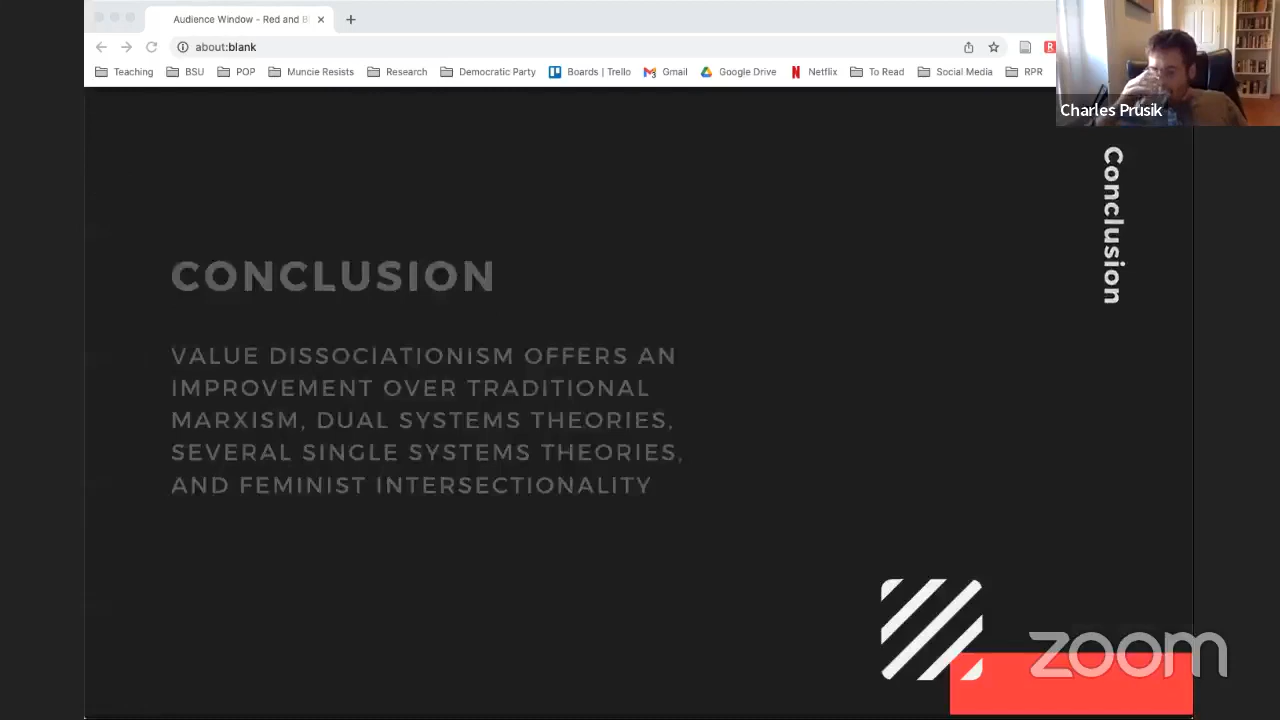 Audience Window - Red and B
about:blank
Teaching BSU POP Muncie Resists Research Democratic Party Boards | Trello Gmail Google Drive Netflix To Read Social Media RPR
Charles Prusik
Conclusion
CONCLUSION
VALUE DISSOCIATIONISM OFFERS AN
IMPROVEMENT OVER TRADITIONAL
MARXISM, DUAL SYSTEMS THEORIES,
SEVERAL SINGLE SYSTEMS THEORIES,
AND FEMINIST INTERSECTIONALITY
zoom